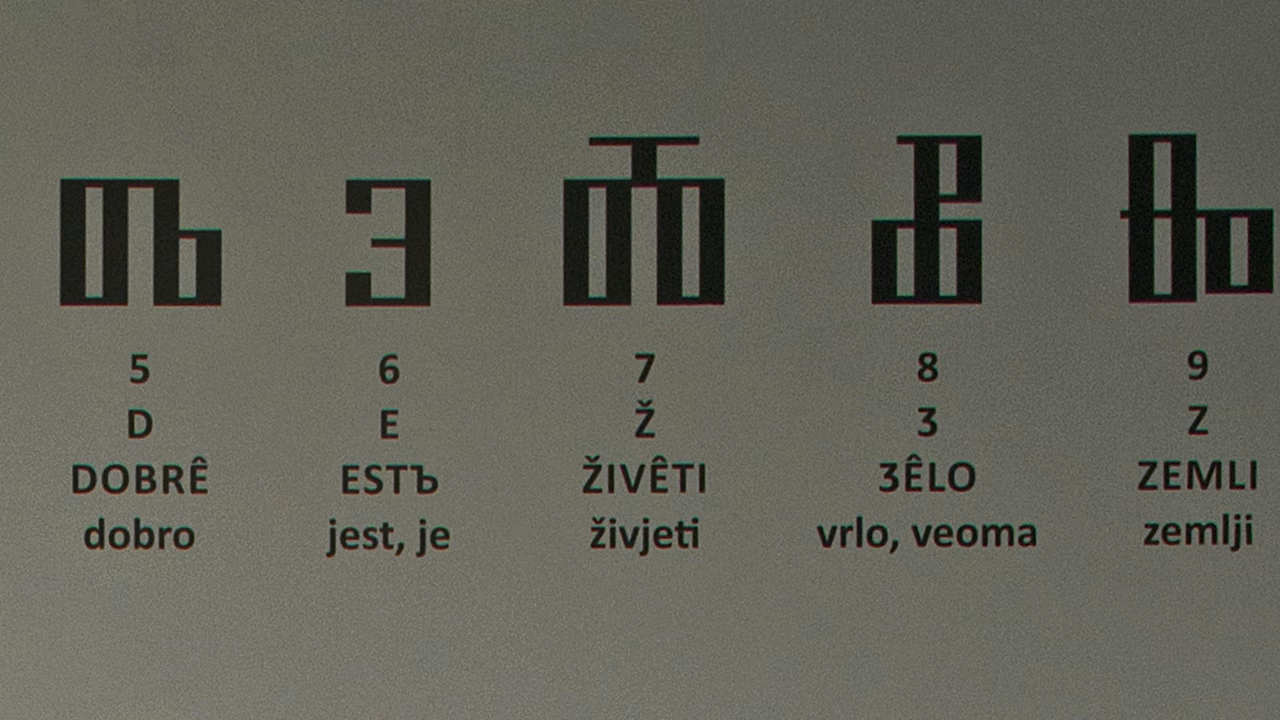 Ⰴ Ⰵ Ⰶ Ⰷ Ⰸ
5 6 7 8 9
D E Ž 3 Z
DOBRÊ ESTЪ ŽIVÊTI 3ÊLO ZEMLI
dobro jest, je živjeti vrlo, veoma zemlji